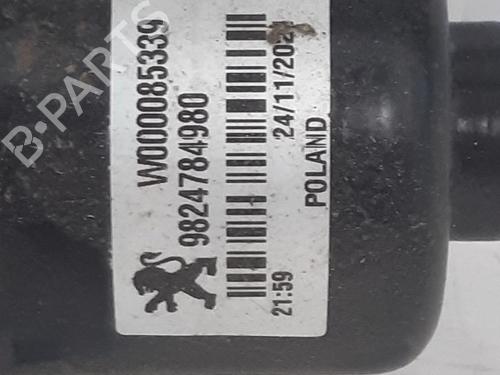 W000085339
9824784980
24/11/202
POLAND
21:59
B-PARTS